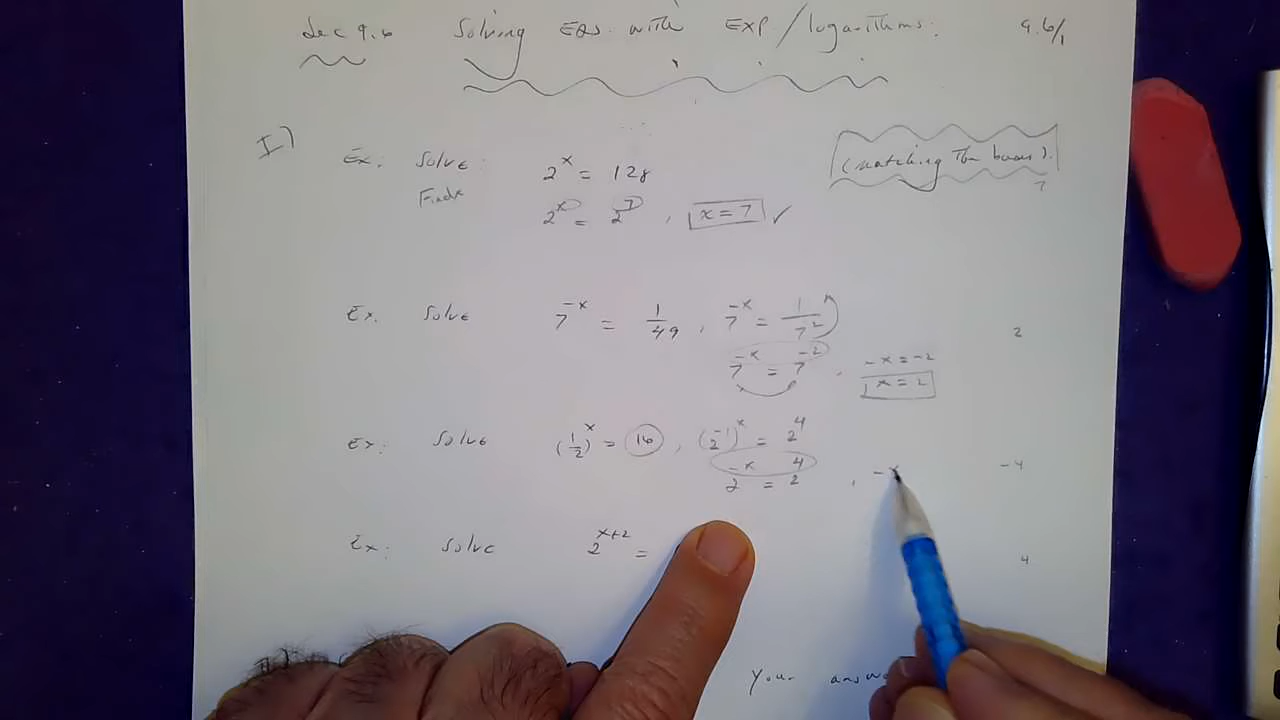 Sec 9.6 Solving EQS. with EXP/logarithms. 9.6/1
I)
(matching the bases).
Ex. Solve: 2^x = 128 7
Find x 2^x = 2^7, x = 7 ✓
Ex. Solve 7^-x = 1/49, 7^-x = 1/7^2 2
7^-x = 7^-2, -x = -2
x = 2
Ex: Solve (1/2)^x = 16, (2^-1)^x = 2^4 -4
2^-x = 2^4, -x
Ex: Solve 2^x+2 = 4
Your